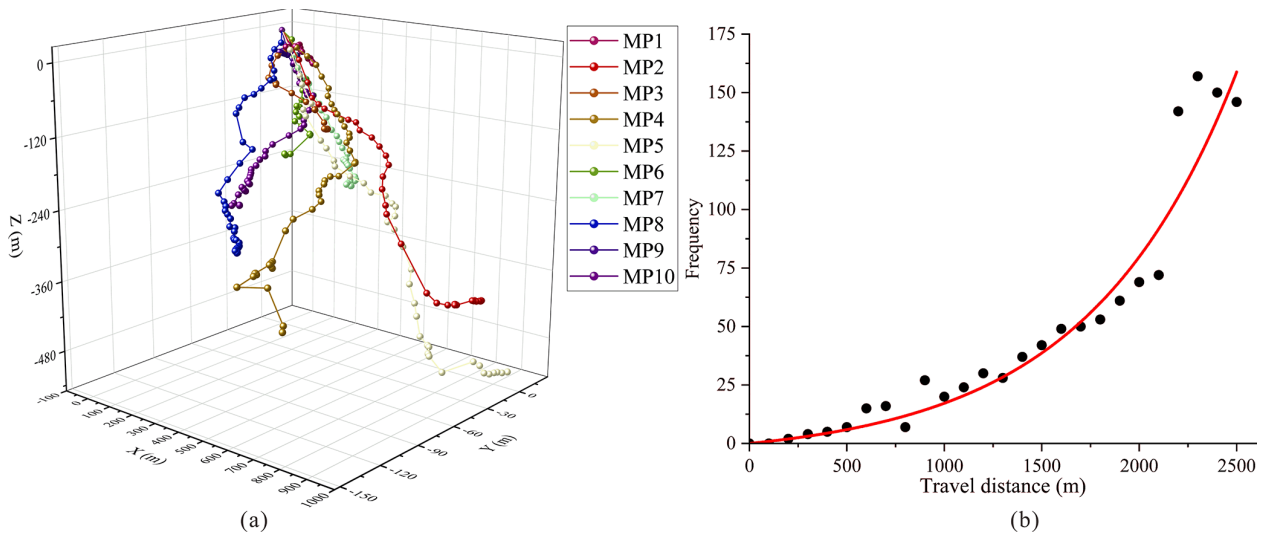 0
-120
-240
-360
-480
Z (m)
-100
0
100
200
300
400
500
600
700
800
900
1000
X (m)
0
-30
-60
-90
-120
-150
Y (m)
MP1
MP2
MP3
MP4
MP5
MP6
MP7
MP8
MP9
MP10
(a)
175
150
125
100
75
50
25
0
Frequency
0 500 1000 1500 2000 2500
Travel distance (m)
(b)